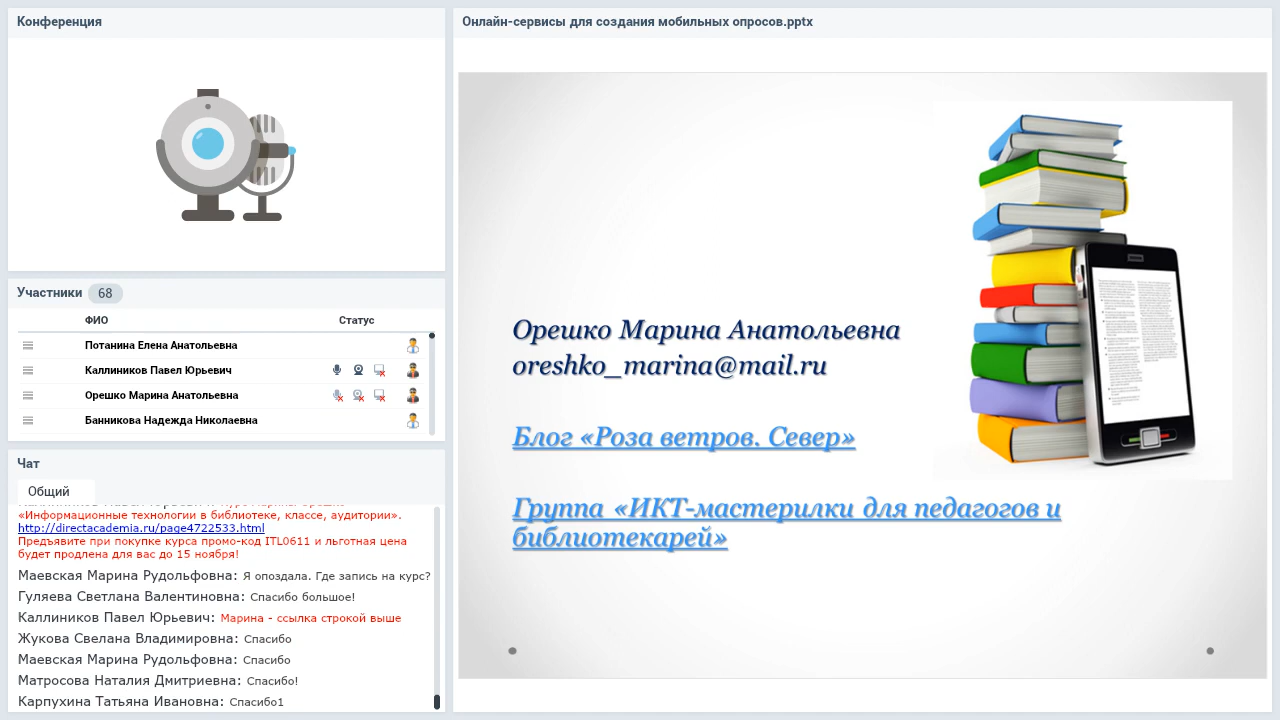 Конференция
Участники 68
ФИО Статус
Потанина Елена Анатольевна
Каллиников Павел Юрьевич
Орешко Марина Анатольевна
Банникова Надежда Николаевна
Чат
Общий
«Информационные технологии в библиотеке, классе, аудитории».
http://directacademia.ru/page4722533.html
Предъявите при покупке курса промо-код ITL0611 и льготная цена
будет продлена для вас до 15 ноября!
Маевская Марина Рудольфовна: Я опоздала. Где запись на курс?
Гуляева Светлана Валентиновна: Спасибо большое!
Каллиников Павел Юрьевич: Марина - ссылка строкой выше
Жукова Свелана Владимировна: Спасибо
Маевская Марина Рудольфовна: Спасибо
Матросова Наталия Дмитриевна: Спасибо!
Карпухина Татьяна Ивановна: Спасибо1
Онлайн-сервисы для создания мобильных опросов.pptx
Орешко Марина Анатольевна
oreshko_marina@mail.ru
Блог «Роза ветров. Север»
Группа «ИКТ-мастерилки для педагогов и
библиотекарей»